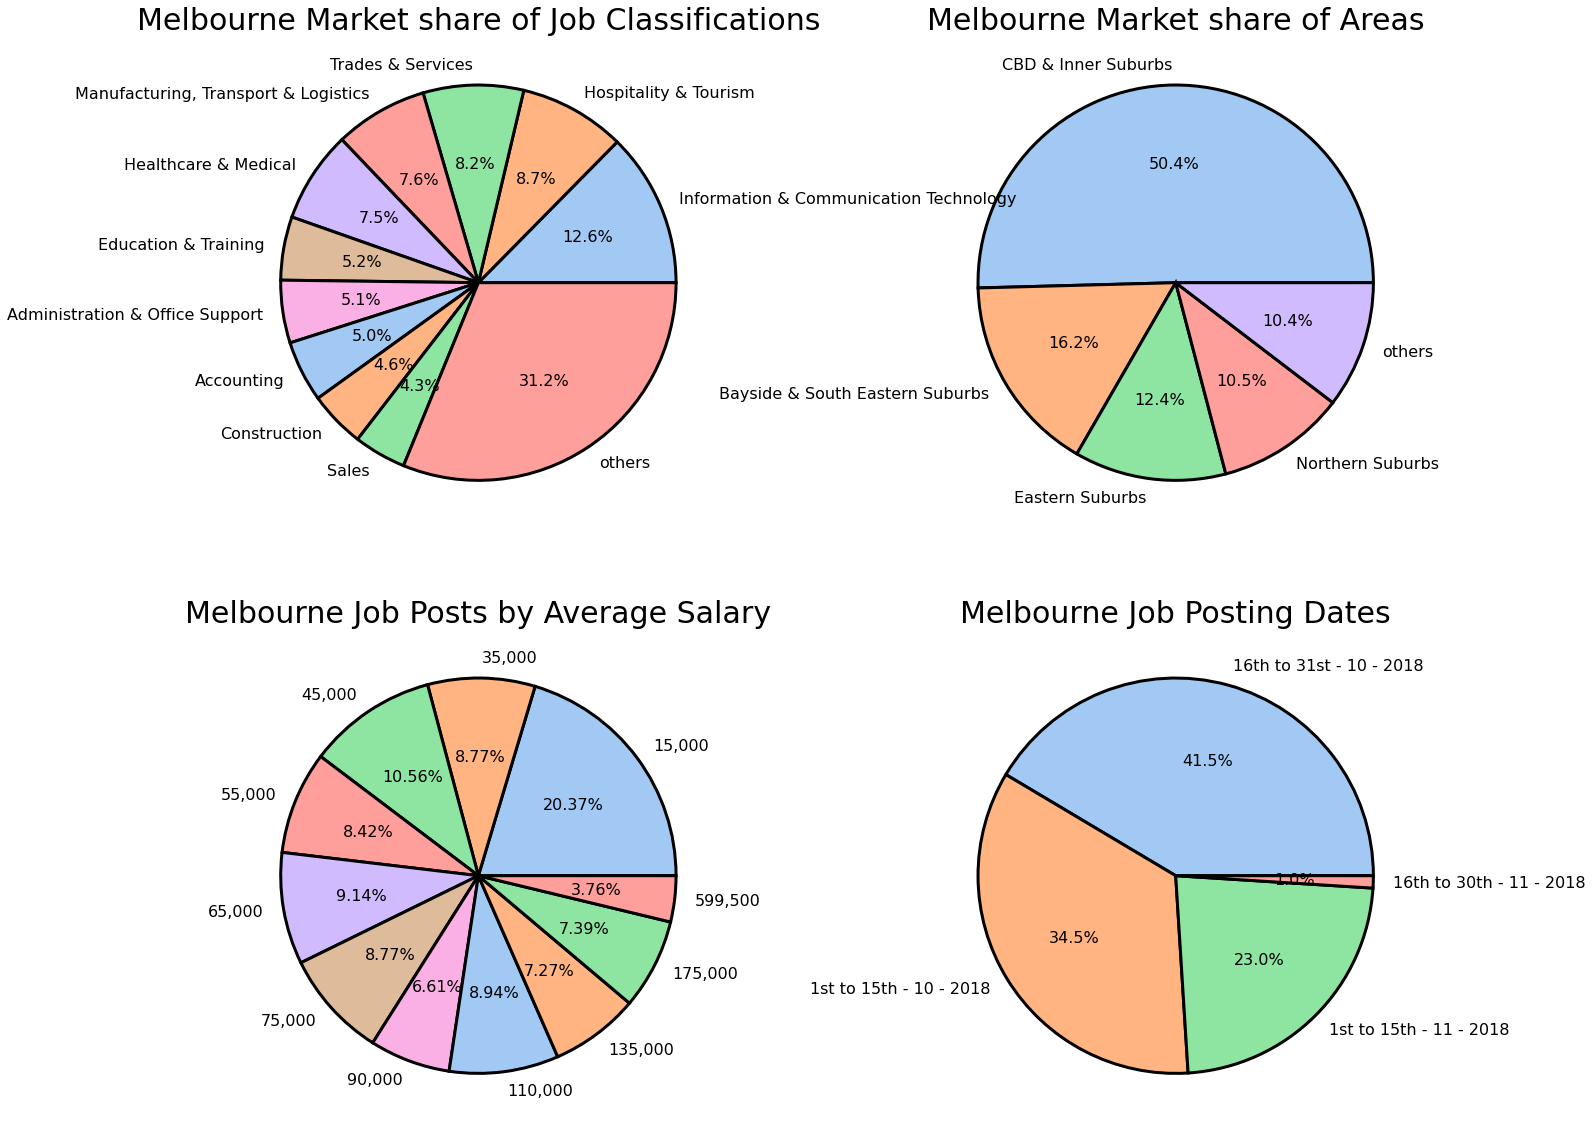 Melbourne Market share of Job Classifications
Trades & Services
Manufacturing, Transport & Logistics
Hospitality & Tourism
Healthcare & Medical
Information & Communication Technology
Education & Training
Administration & Office Support
Accounting
Construction
Sales
others
8.2%
7.6%
8.7%
7.5%
12.6%
5.2%
5.1%
5.0%
4.6%
4.3%
31.2%
Melbourne Market share of Areas
CBD & Inner Suburbs
50.4%
16.2%
10.4%
others
10.5%
12.4%
Bayside & South Eastern Suburbs
Northern Suburbs
Eastern Suburbs
Melbourne Job Posts by Average Salary
35,000
45,000
15,000
8.77%
10.56%
20.37%
55,000
8.42%
9.14%
3.76%
599,500
65,000
7.39%
8.77%
7.27%
175,000
6.61%
8.94%
75,000
135,000
90,000
110,000
Melbourne Job Posting Dates
16th to 31st - 10 - 2018
41.5%
1.0%
16th to 30th - 11 - 2018
34.5%
23.0%
1st to 15th - 10 - 2018
1st to 15th - 11 - 2018